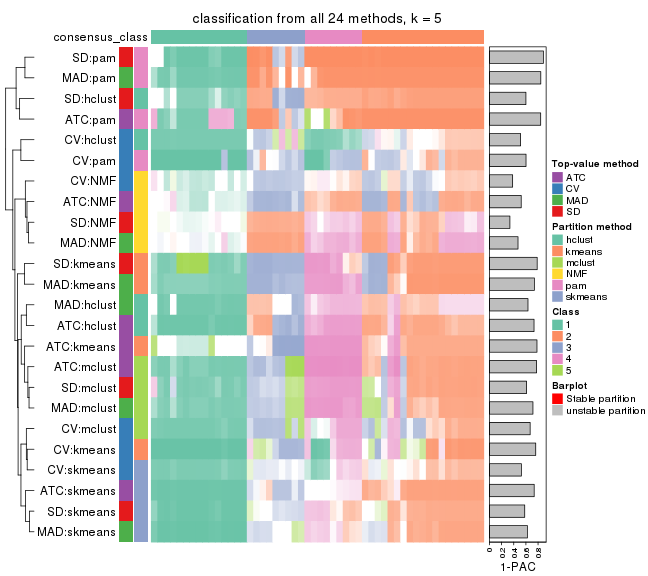 classification from all 24 methods, k = 5
consensus_class
SD:pam
MAD:pam
SD:hclust
ATC:pam
CV:hclust
CV:pam
CV:NMF
ATC:NMF
SD:NMF
MAD:NMF
SD:kmeans
MAD:kmeans
MAD:hclust
ATC:hclust
ATC:kmeans
ATC:mclust
SD:mclust
MAD:mclust
CV:mclust
CV:kmeans
CV:skmeans
ATC:skmeans
SD:skmeans
MAD:skmeans
0
0.2
0.4
0.6
0.8
1-PAC
Top-value method
ATC
CV
MAD
SD
Partition method
hclust
kmeans
mclust
NMF
pam
skmeans
Class
1
2
3
4
5
Barplot
Stable partition
unstable partition